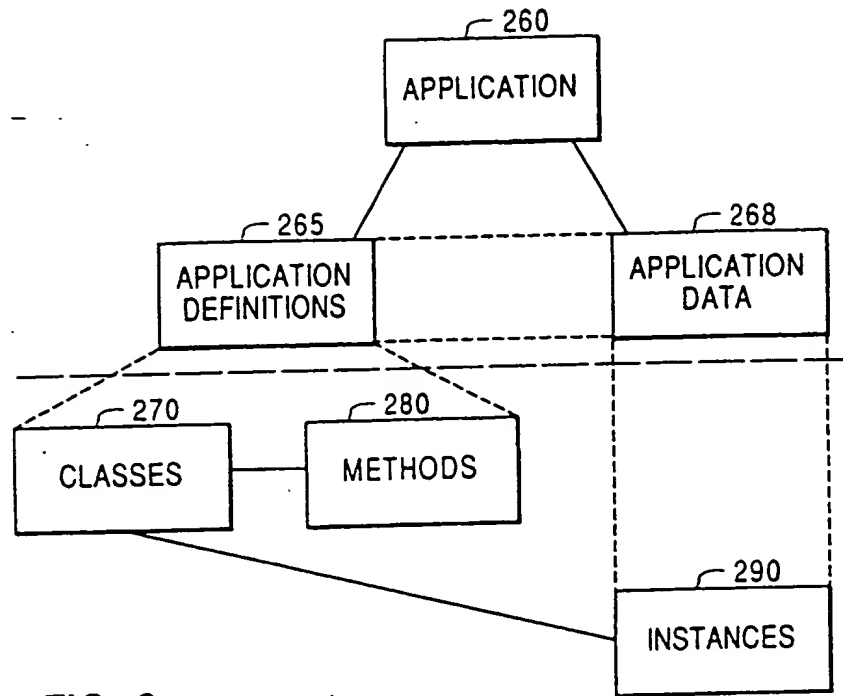 260
APPLICATION
265
APPLICATION
DEFINITIONS
268
APPLICATION
DATA
270
CLASSES
280
METHODS
290
INSTANCES